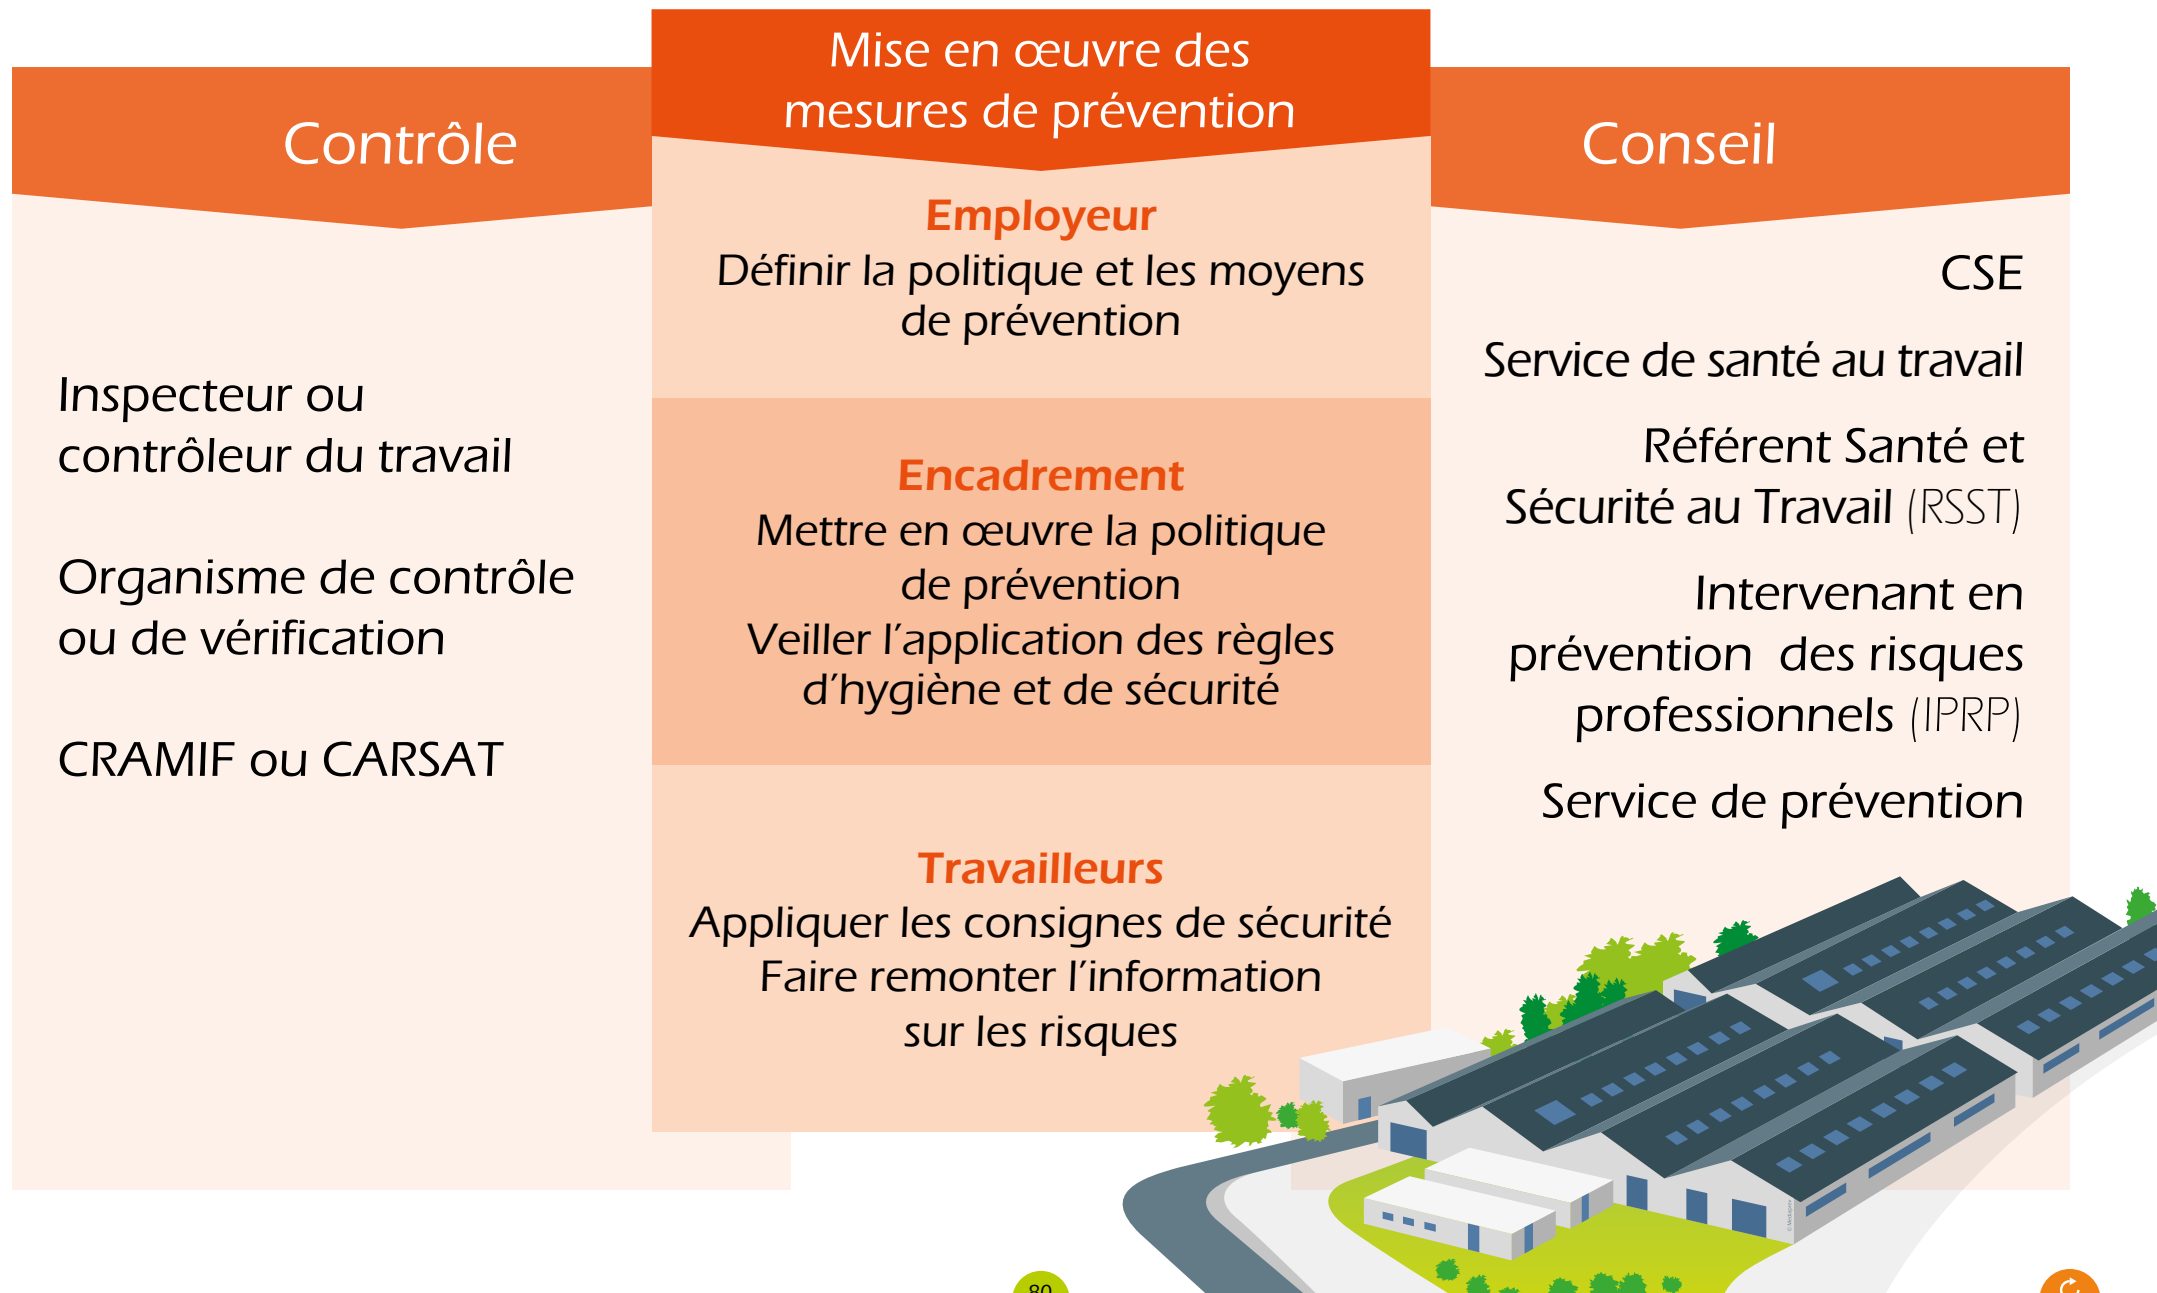 Contrôle
Inspecteur ou
contrôleur du travail
Organisme de contrôle
ou de vérification
CRAMIF ou CARSAT
Mise en œuvre des
mesures de prévention
Employeur
Définir la politique et les moyens
de prévention
Encadrement
Mettre en œuvre la politique
de prévention
Veiller l’application des règles
d’hygiène et de sécurité
Travailleurs
Appliquer les consignes de sécurité
Faire remonter l’information
sur les risques
Conseil
CSE
Service de santé au travail
Référent Santé et
Sécurité au Travail (RSST)
Intervenant en
prévention des risques
professionnels (IPRP)
Service de prévention
80